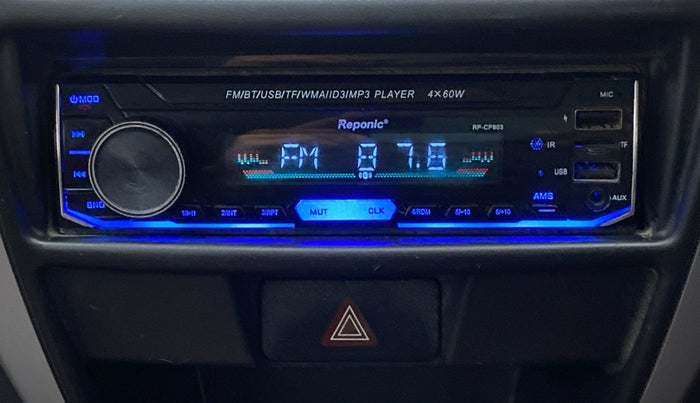 FM/BT/USB/TF/WMA/ID3/MP3 PLAYER 4×60W
MIC
MOD
Reponic®
RP-CP803
FM 87.6
IR
TF
USB
AMS
AUX
BND
1/H1 2/INT 3/RPT MUT CLK 4/RDM 5/-10 6/+10